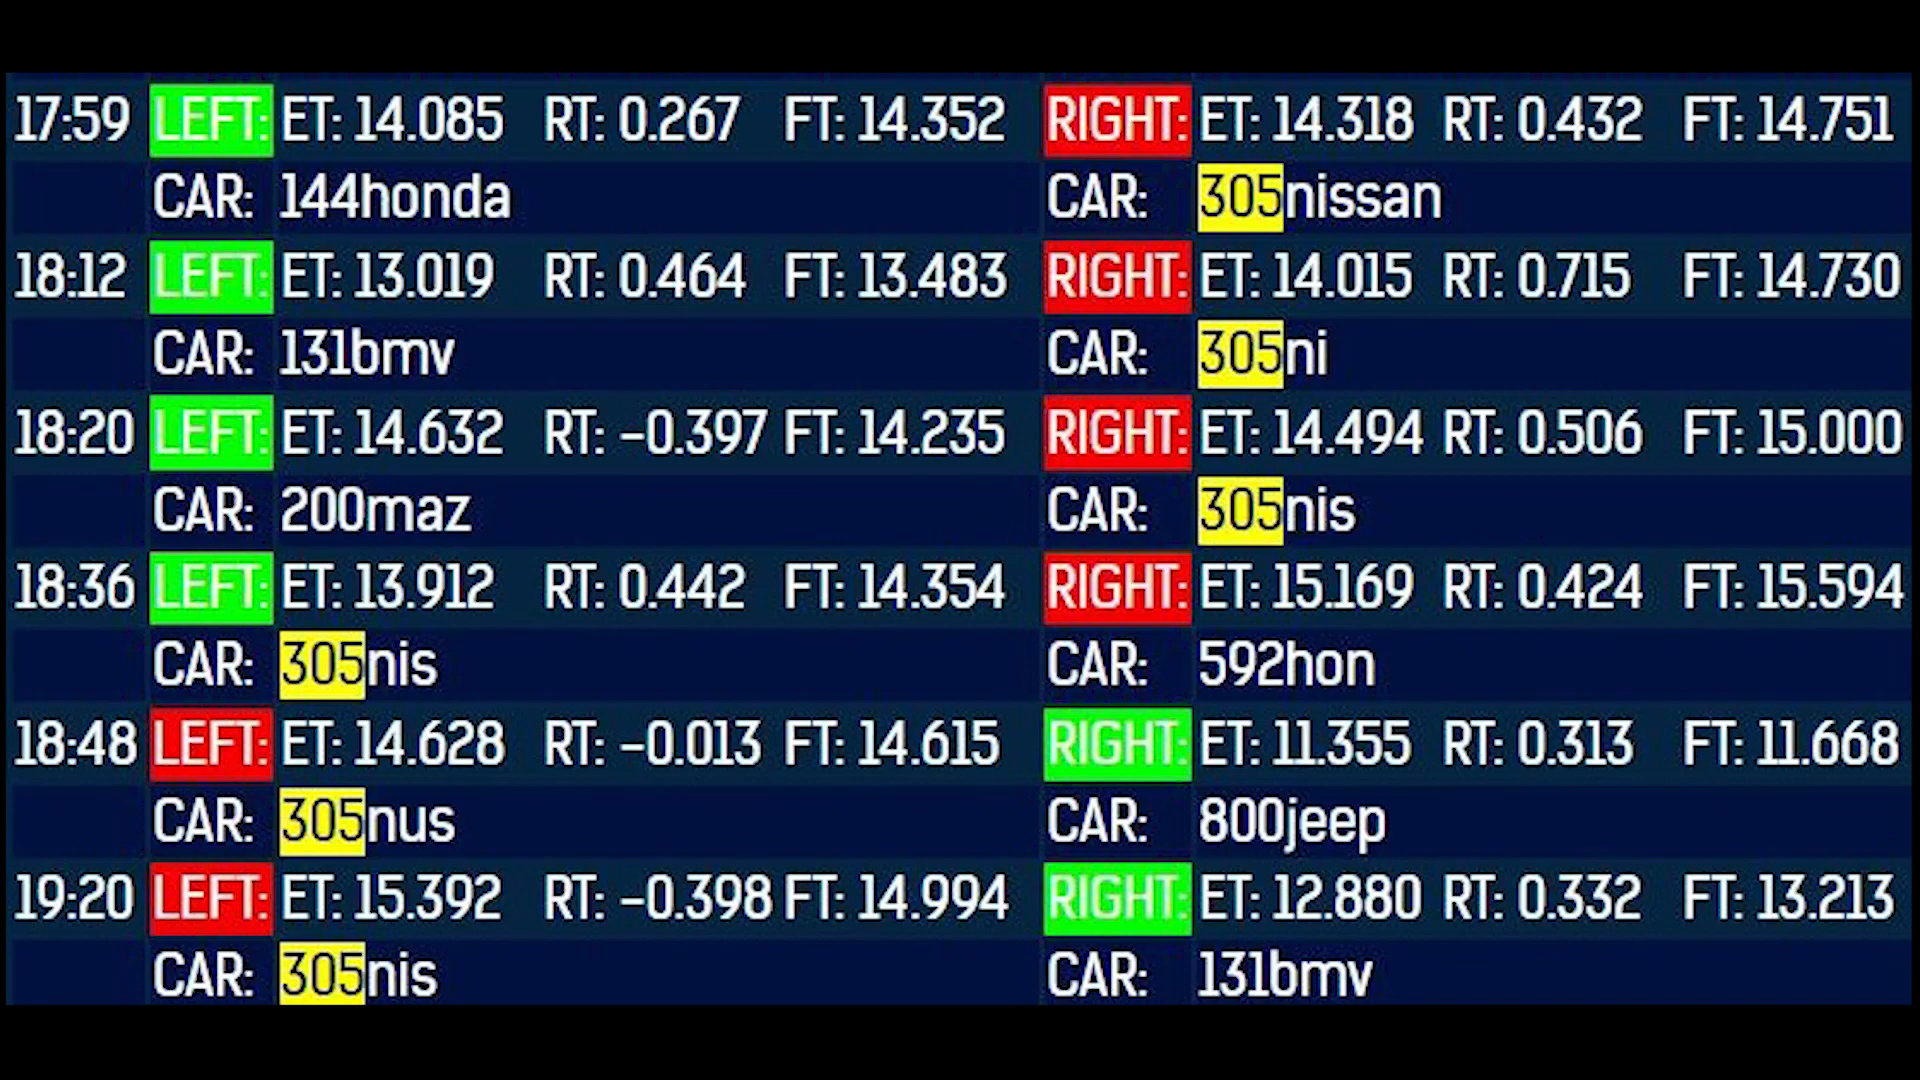 17:59 LEFT: ET: 14.085 RT: 0.267 FT: 14.352 RIGHT: ET: 14.318 RT: 0.432 FT: 14.751
CAR: 144honda CAR: 305nissan
18:12 LEFT: ET: 13.019 RT: 0.464 FT: 13.483 RIGHT: ET: 14.015 RT: 0.715 FT: 14.730
CAR: 131bmv CAR: 305ni
18:20 LEFT: ET: 14.632 RT: -0.397 FT: 14.235 RIGHT: ET: 14.494 RT: 0.506 FT: 15.000
CAR: 200maz CAR: 305nis
18:36 LEFT: ET: 13.912 RT: 0.442 FT: 14.354 RIGHT: ET: 15.169 RT: 0.424 FT: 15.594
CAR: 305nis CAR: 592hon
18:48 LEFT: ET: 14.628 RT: -0.013 FT: 14.615 RIGHT: ET: 11.355 RT: 0.313 FT: 11.668
CAR: 305nus CAR: 800jeep
19:20 LEFT: ET: 15.392 RT: -0.398 FT: 14.994 RIGHT: ET: 12.880 RT: 0.332 FT: 13.213
CAR: 305nis CAR: 131bmv